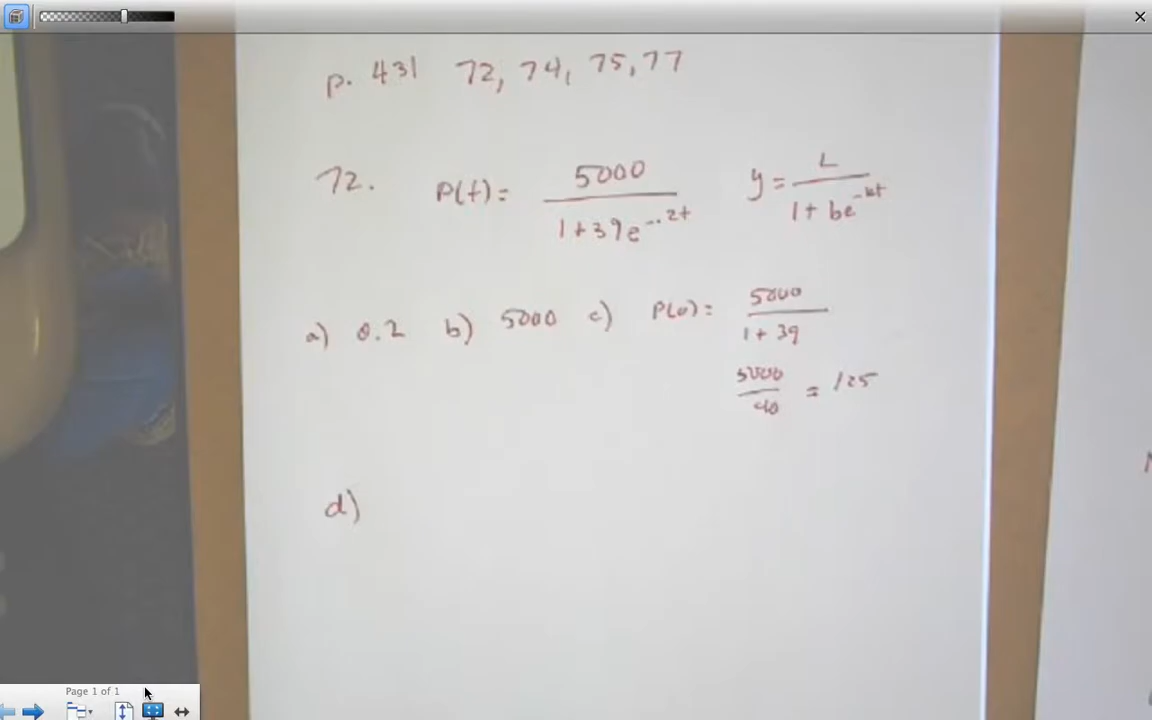 p. 431 72, 74, 75, 77
72. P(t) = 5000 / 1 + 39e^-.2t y = L / 1 + be^-kt
a) 0.2 b) 5000 c) P(0) = 5000 / 1 + 39
5000 / 40 = 125
d)
Page 1 of 1